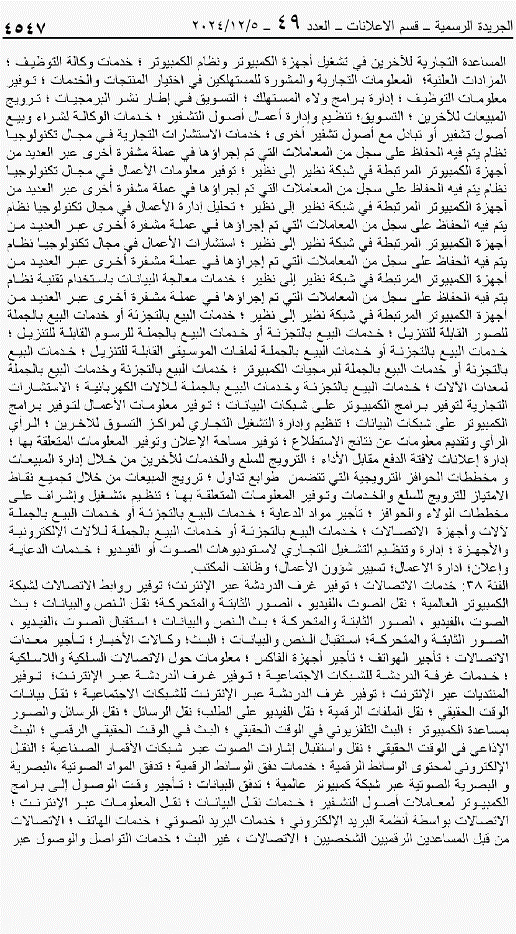 الجريدة الرسمية ــ قسم الاعلانات ــ العدد ٤٩ ــ ٢٠٢٤/١٢/٥ ٤٥٤٧
المساعدة التجارية للآخرين في تشغيل أجهزة الكمبيوتر ونظام الكمبيوتر ؛ خدمات وكالة التوظيف ؛
المزادات العلنية؛ المعلومات التجارية والمشورة للمستهلكين في اختيار المنتجات والخدمات ؛ توفير
معلومات التوظيف ؛ إدارة برامج ولاء المستهلك ؛ التسويق في إطار نشر البرمجيات ؛ ترويج
المبيعات للآخرين ؛ التسويق؛ تنظيم وإدارة أعمال أصول التشفير ؛ خدمات الوكالة لشراء وبيع
أصول تشفير أو تبادل مع أصول تشفير أخرى ؛ خدمات الاستشارات التجارية في مجال تكنولوجيا
نظام يتم فيه الحفاظ على سجل من المعاملات التي تم إجراؤها في عملة مشفرة أخرى عبر العديد من
أجهزة الكمبيوتر المرتبطة في شبكة نظير إلى نظير ؛ توفير معلومات الأعمال في مجال تكنولوجيا
نظام يتم فيه الحفاظ على سجل من المعاملات التي تم إجراؤها في عملة مشفرة أخرى عبر العديد من
أجهزة الكمبيوتر المرتبطة في شبكة نظير إلى نظير ؛ تحليل إدارة الأعمال في مجال تكنولوجيا نظام
يتم فيه الحفاظ على سجل من المعاملات التي تم إجراؤها في عملة مشفرة أخرى عبر العديد من
أجهزة الكمبيوتر المرتبطة في شبكة نظير إلى نظير ؛ استشارات الأعمال في مجال تكنولوجيا نظام
يتم فيه الحفاظ على سجل من المعاملات التي تم إجراؤها في عملة مشفرة أخرى عبر العديد من
أجهزة الكمبيوتر المرتبطة في شبكة نظير إلى نظير ؛ خدمات معالجة البيانات باستخدام تقنية نظام
يتم فيه الحفاظ على سجل من المعاملات التي تم إجراؤها في عملة مشفرة أخرى عبر العديد من
أجهزة الكمبيوتر المرتبطة في شبكة نظير إلى نظير ؛ خدمات البيع بالتجزئة أو خدمات البيع بالجملة
للصور القابلة للتنزيل ؛ خدمات البيع بالتجزئة أو خدمات البيع بالجملة للرسوم القابلة للتنزيل ؛
خدمات البيع بالتجزئة أو خدمات البيع بالجملة لملفات الموسيقى القابلة للتنزيل ؛ خدمات البيع
بالتجزئة أو خدمات البيع بالجملة لبرمجيات الكمبيوتر ؛ خدمات البيع بالتجزئة وخدمات البيع بالجملة
لمعدات الآلات ؛ خدمات البيع بالتجزئة وخدمات البيع بالجملة للآلات الكهربائية ؛ الاستشارات
التجارية لتوفير برامج الكمبيوتر على شبكات البيانات ؛ توفير معلومات الأعمال لتوفير برامج
الكمبيوتر على شبكات البيانات ؛ تنظيم وإدارة التشغيل التجاري لمراكز التسوق للآخرين ؛ الرأي
الرأي وتقديم معلومات عن نتائج الاستطلاع ؛ توفير مساحة الإعلان وتوفير المعلومات المتعلقة بها ؛
إدارة إعلانات لافتة الدفع مقابل الأداء ؛ الترويج للسلع والخدمات للآخرين من خلال إدارة المبيعات
و مخططات الحوافز الترويجية التي تتضمن طوابع تداول ؛ ترويج المبيعات من خلال تجميع نقاط
الامتياز للترويج للسلع والخدمات وتوفير المعلومات المتعلقة بها ؛ تنظيم ،تشغيل وإشراف على
مخططات الولاء والحوافز ؛ تأجير مواد الدعاية ؛ خدمات البيع بالتجزئة أو خدمات البيع بالجملة
لآلات وأجهزة الاتصالات ؛ خدمات البيع بالتجزئة أو خدمات البيع بالجملة للآلات الإلكترونية
والأجهزة ؛ إدارة وتنظيم التشغيل التجاري لاستوديوهات الصوت أو الفيديو ؛ خدمات الدعاية
وإعلان؛ ادارة الاعمال؛ تسيير شؤون الأعمال؛ وظائف المكتب.
الفئة ٣٨: خدمات الاتصالات ؛ توفير غرف الدردشة عبر الإنترنت؛ توفير روابط الاتصالات لشبكة
الكمبيوتر العالمية ؛ نقل الصوت ،الفيديو ، الصور الثابتة والمتحركة؛ نقل النص والبيانات ؛ بث
الصوت ،الفيديو ، الصور الثابتة والمتحركة ؛ بث النص والبيانات ؛ استقبال الصوت ،الفيديو ،
الصور الثابتة والمتحركة؛ استقبال النص والبيانات ؛ البث؛ وكالات الأخبار؛ تأجير معدات
الاتصالات ؛ تأجير الهواتف ؛ تأجير أجهزة الفاكس ؛ معلومات حول الاتصالات السلكية واللاسلكية
؛ خدمات غرفة الدردشة للشبكات الاجتماعية ؛ توفير غرف الدردشة عبر الإنترنت؛ توفير
المنتديات عبر الإنترنت ؛ توفير غرف الدردشة عبر الإنترنت للشبكات الاجتماعية ؛ نقل بيانات
الوقت الحقيقي ؛ نقل الملفات الرقمية ؛ نقل الفيديو على الطلب؛ نقل الرسائل ؛ نقل الرسائل والصور
بمساعدة الكمبيوتر ؛ البث التلفزيوني في الوقت الحقيقي ؛ البث في الوقت الحقيقي الرقمي ؛ البث
الإذاعي في الوقت الحقيقي ؛ نقل واستقبال إشارات الصوت عبر شبكات الأقمار الصناعية ؛ النقل
الإلكتروني لمحتوى الوسائط الرقمية ؛ خدمات دفق الوسائط الرقمية ؛ تدفق المواد الصوتية ،البصرية
و البصرية الصوتية عبر شبكة كمبيوتر عالمية ؛ تدفق البيانات ؛ تأجير وقت الوصول إلى برامج
الكمبيوتر لمعاملات أصول التشفير ؛ خدمات نقل البيانات ؛ نقل المعلومات عبر الإنترنت ؛
الاتصالات بواسطة أنظمة البريد الإلكتروني ؛ خدمات البريد الصوتي ؛ خدمات الهاتف ؛ الاتصالات
من قبل المساعدين الرقميين الشخصيين ؛ الاتصالات ، غير البث ؛ خدمات التواصل والوصول عبر